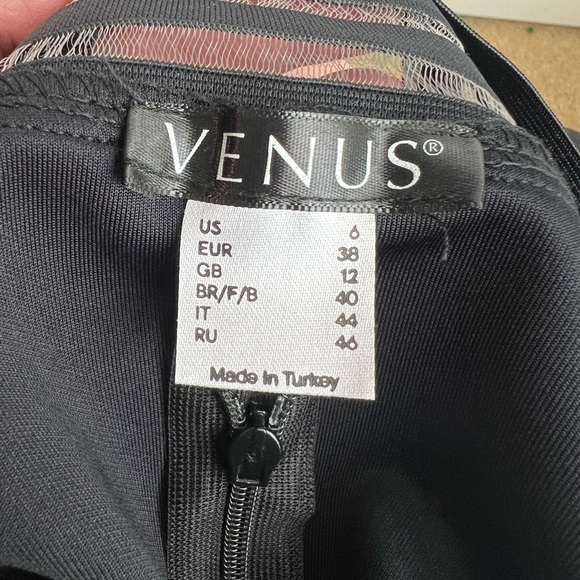 VENUS®
US 6
EUR 38
GB 12
BR/F/B 40
IT 44
RU 46
Made in Turkey